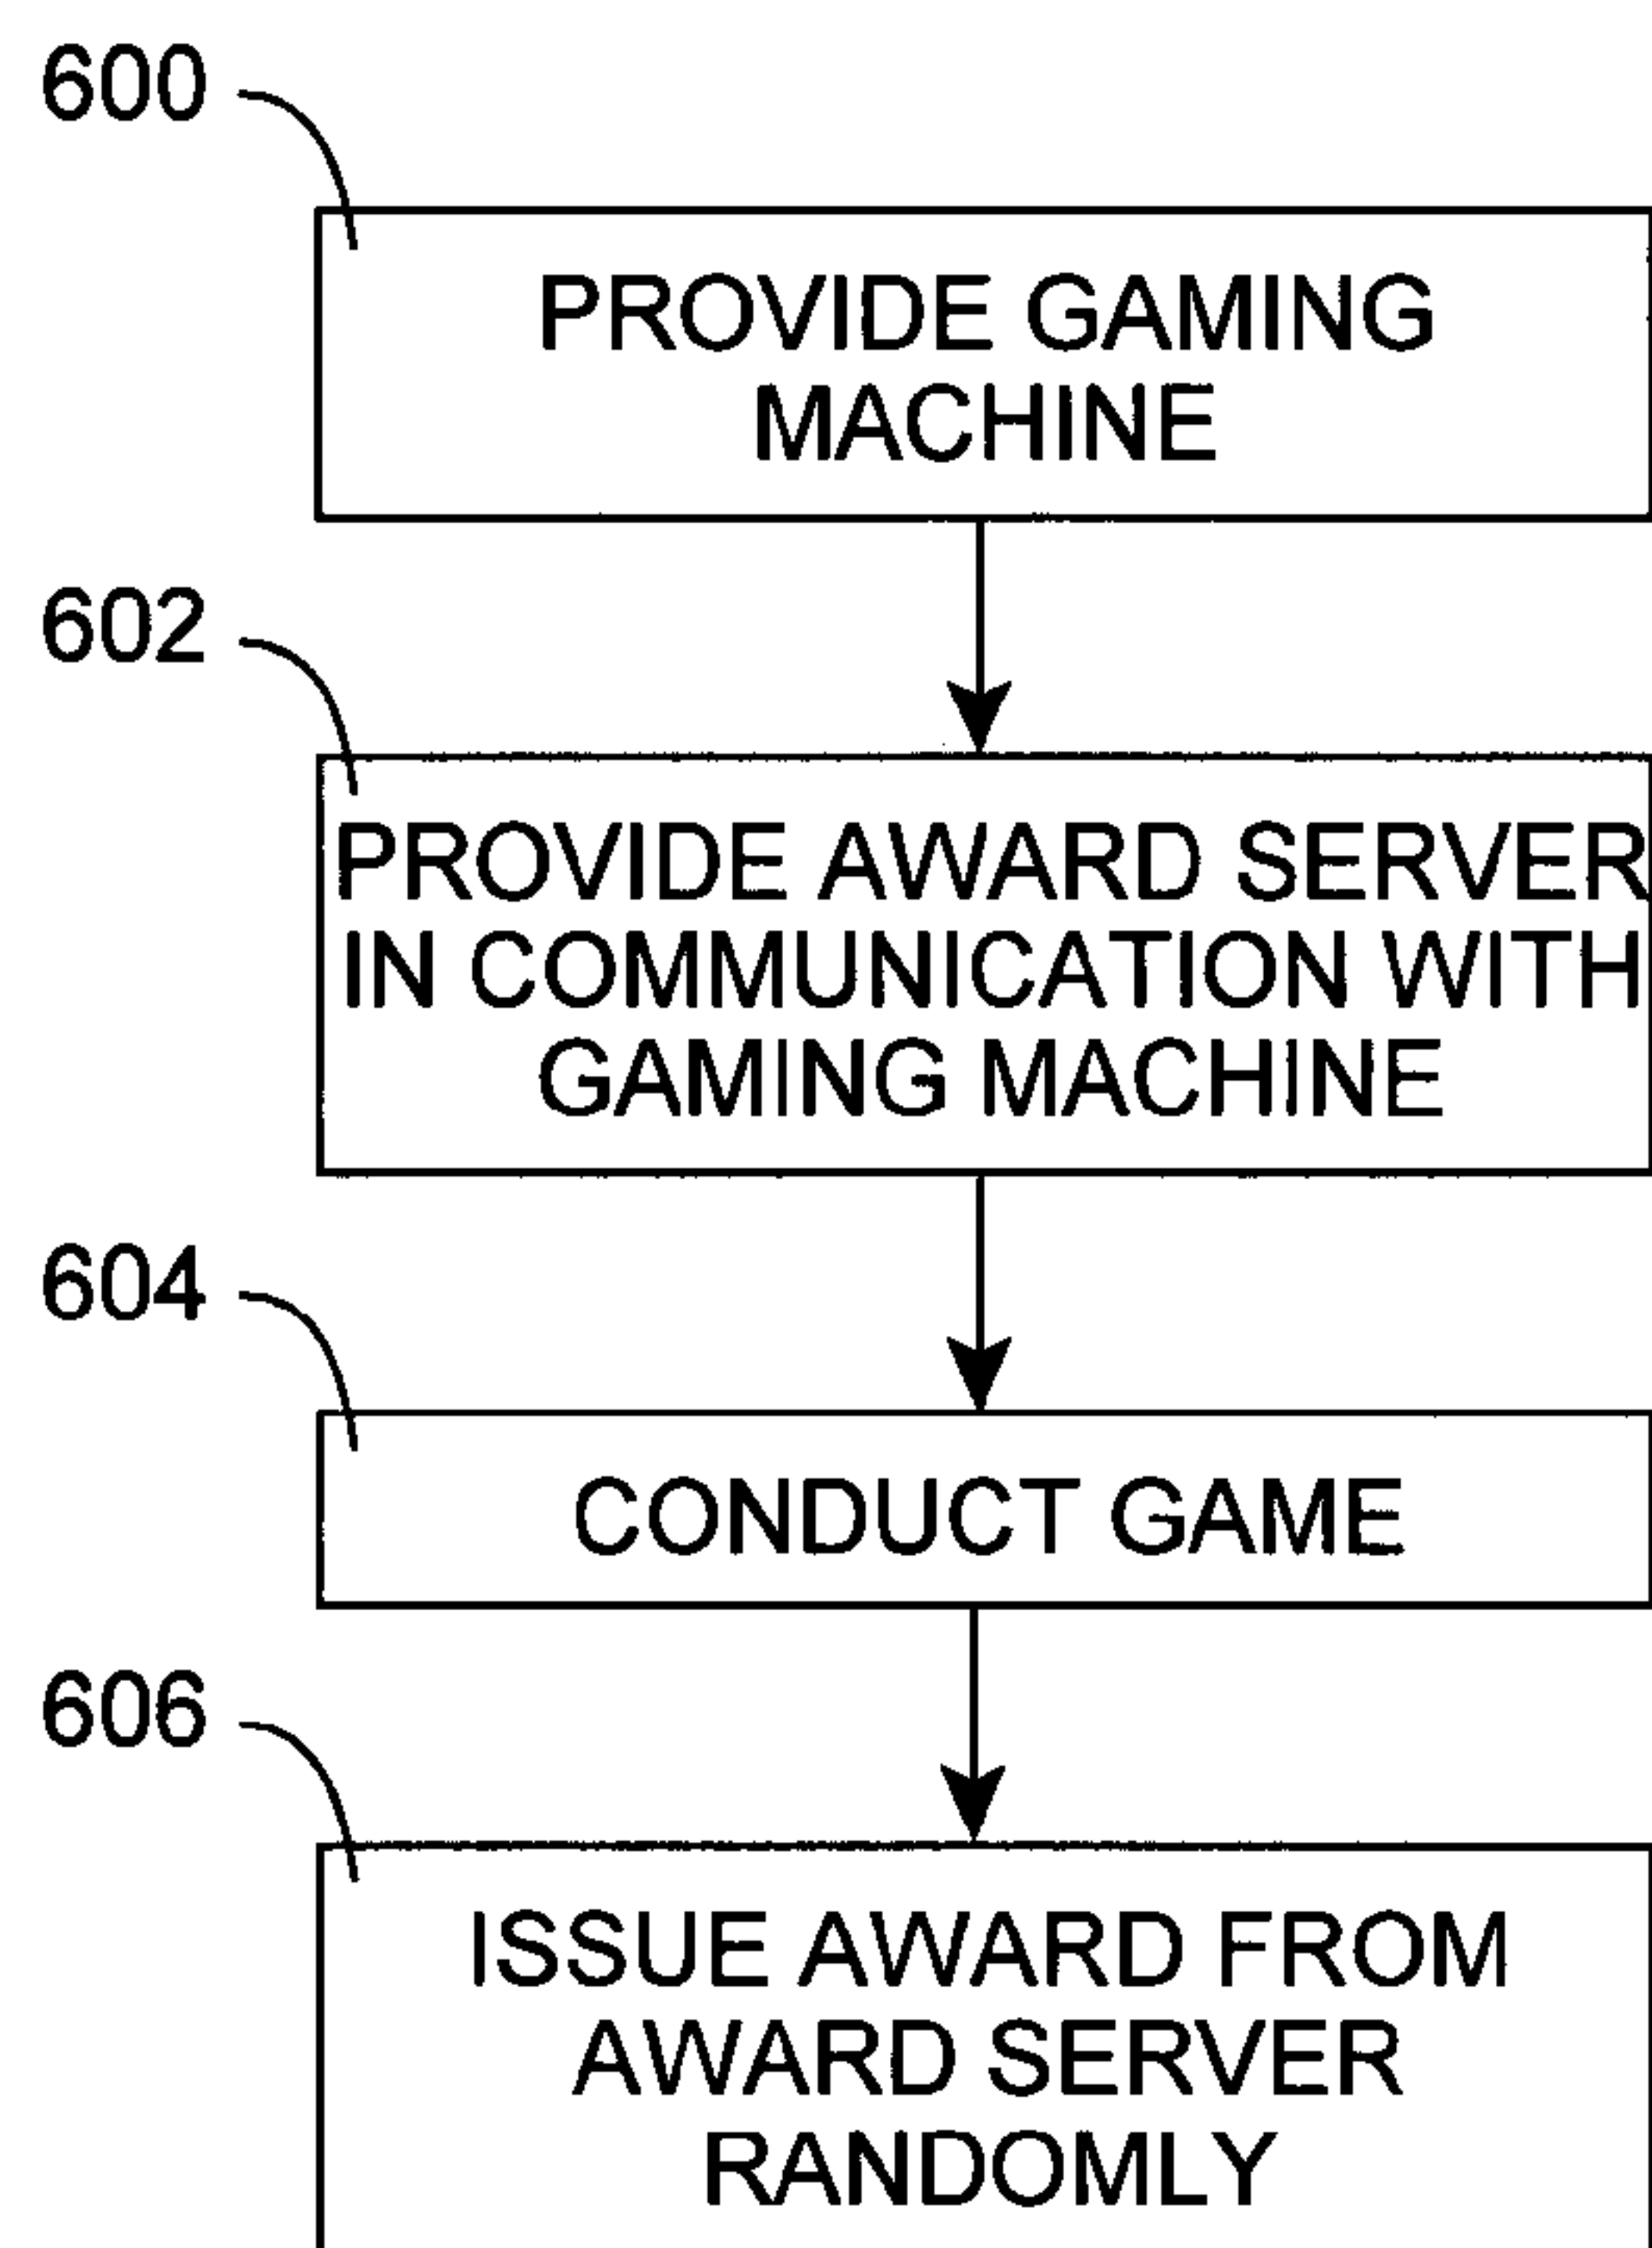 600
PROVIDE GAMING
MACHINE
602
PROVIDE AWARD SERVER
IN COMMUNICATION WITH
GAMING MACHINE
604
CONDUCT GAME
606
ISSUE AWARD FROM
AWARD SERVER
RANDOMLY